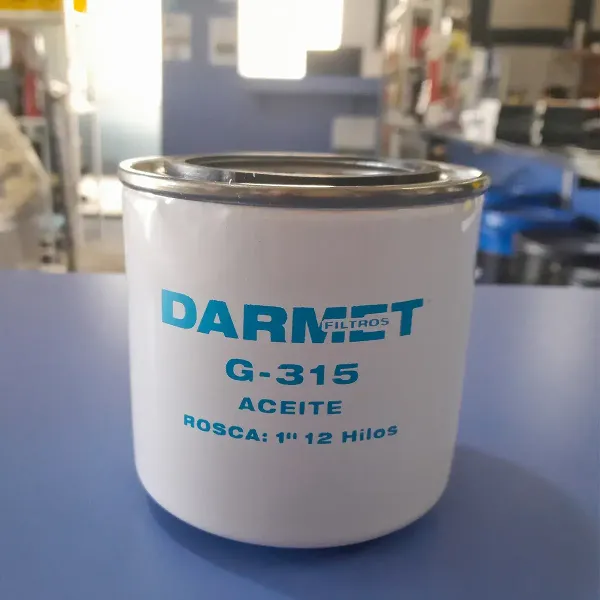 DARMET
FILTROS
G-315
ACEITE
ROSCA: 1" 12 Hilos